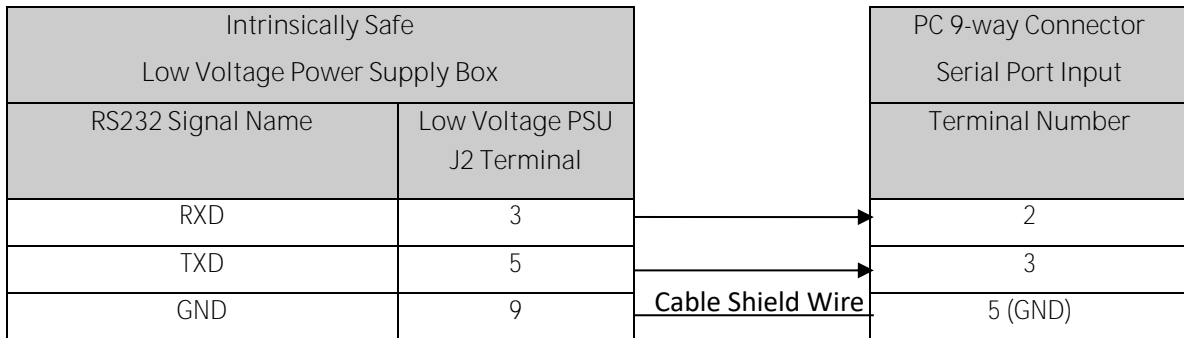 Intrinsically Safe
Low Voltage Power Supply Box
PC 9-way Connector
Serial Port Input
RS232 Signal Name
Low Voltage PSU
J2 Terminal
Terminal Number
RXD 3 2
TXD 5 3
GND 9 Cable Shield Wire 5 (GND)